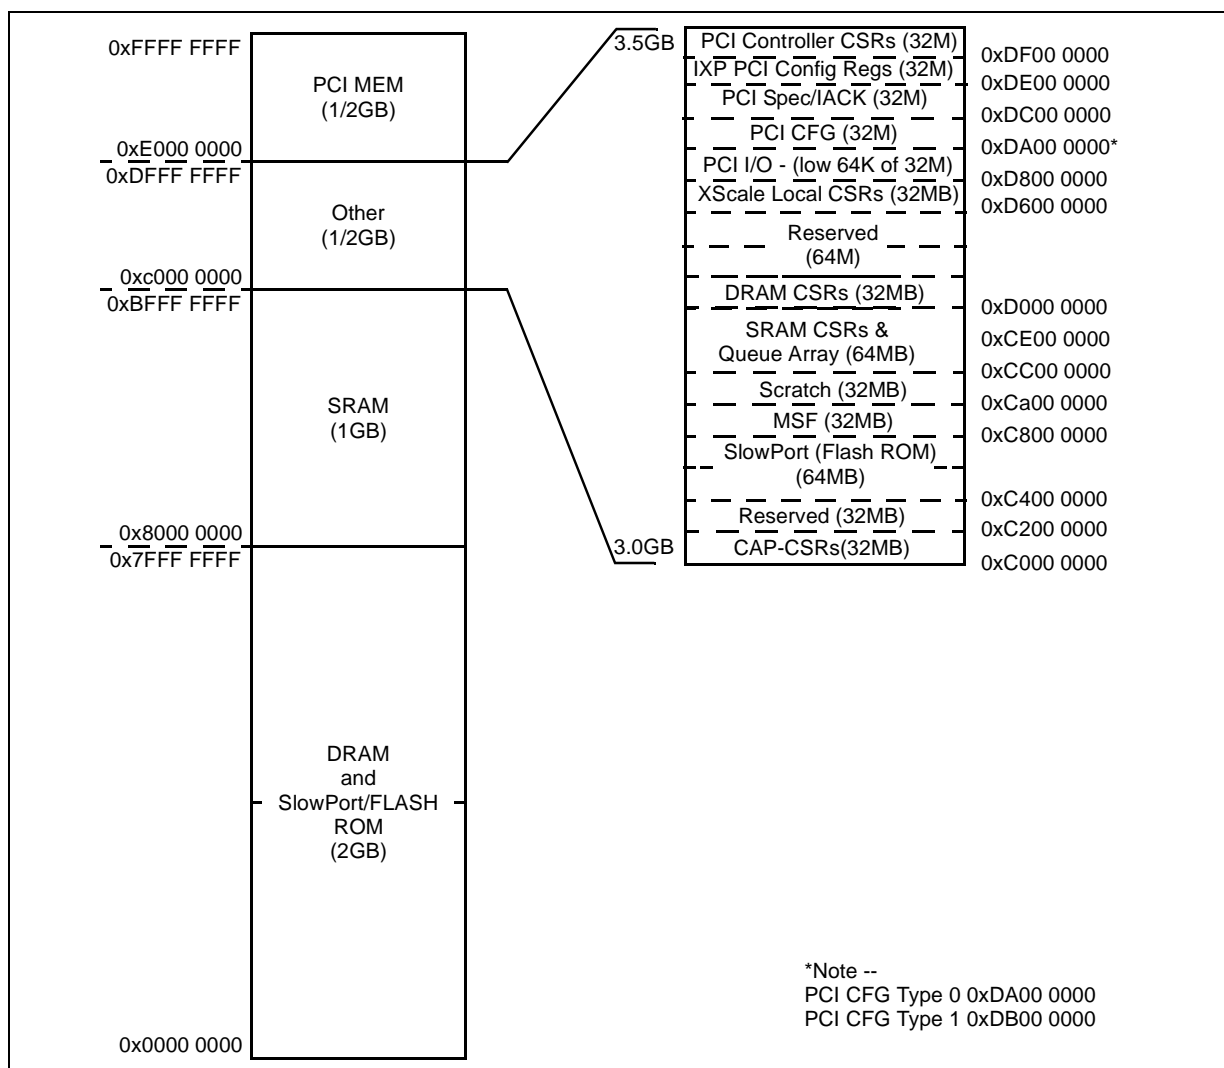 0xFFFF FFFF
PCI MEM
(1/2GB)
0xE000 0000
0xDFFF FFFF
Other
(1/2GB)
0xc000 0000
0xBFFF FFFF
SRAM
(1GB)
0x8000 0000
0x7FFF FFFF
DRAM
and
SlowPort/FLASH
ROM
(2GB)
0x0000 0000
3.5GB
3.0GB
PCI Controller CSRs (32M)
0xDF00 0000
IXP PCI Config Regs (32M)
0xDE00 0000
PCI Spec/IACK (32M)
0xDC00 0000
PCI CFG (32M)
0xDA00 0000*
PCI I/O - (low 64K of 32M)
0xD800 0000
XScale Local CSRs (32MB)
0xD600 0000
Reserved
(64M)
DRAM CSRs (32MB)
0xD000 0000
SRAM CSRs &
Queue Array (64MB)
0xCE00 0000
0xCC00 0000
Scratch (32MB)
0xCa00 0000
MSF (32MB)
0xC800 0000
SlowPort (Flash ROM)
(64MB)
0xC400 0000
Reserved (32MB)
0xC200 0000
CAP-CSRs(32MB)
0xC000 0000
*Note --
PCI CFG Type 0 0xDA00 0000
PCI CFG Type 1 0xDB00 0000